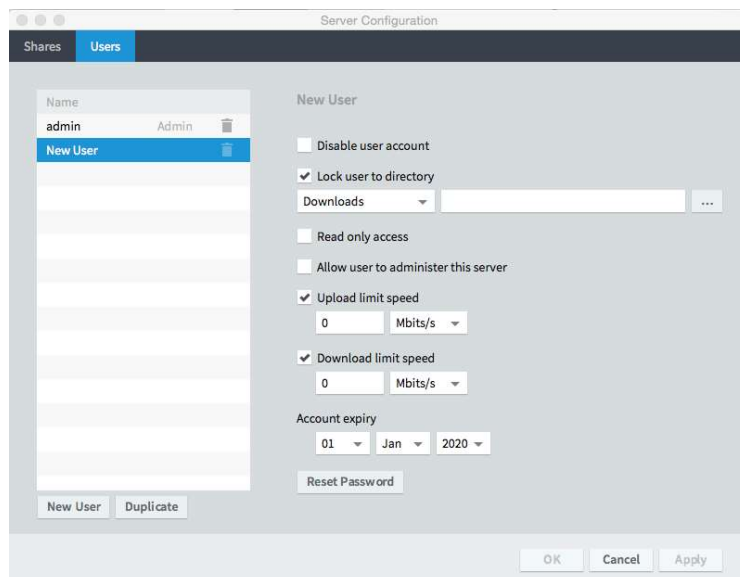 Server Configuration
Shares Users
Name
admin Admin
New User
New User Duplicate
New User
Disable user account
Lock user to directory
Downloads ...
Read only access
Allow user to administer this server
Upload limit speed
0 Mbits/s
Download limit speed
0 Mbits/s
Account expiry
01 Jan 2020
Reset Password
OK Cancel Apply